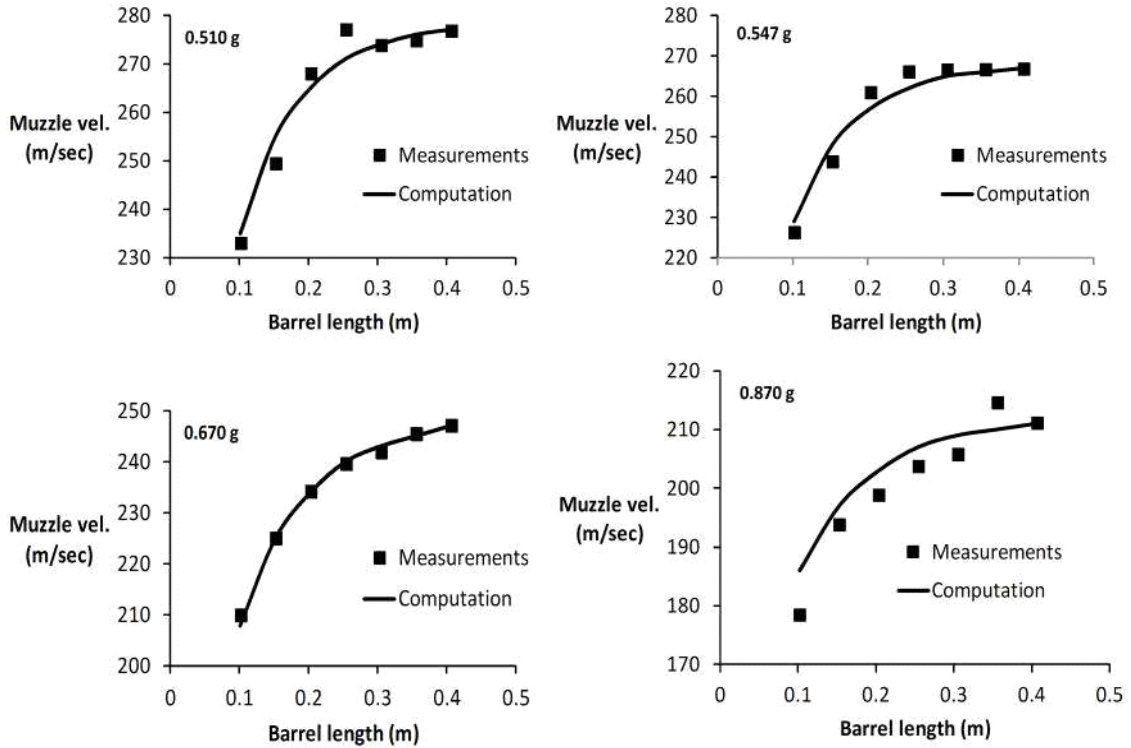 280
0.510 g
270
260
250
240
230
Muzzle vel.
(m/sec)
Measurements
Computation
0
0.1
0.2
0.3
0.4
0.5
Barrel length (m)
280
0.547 g
270
260
250
240
230
220
Muzzle vel.
(m/sec)
Measurements
Computation
0
0.1
0.2
0.3
0.4
0.5
Barrel length (m)
250
0.670 g
240
230
220
210
200
Muzzle vel.
(m/sec)
Measurements
Computation
0
0.1
0.2
0.3
0.4
0.5
Barrel length (m)
220
0.870 g
210
200
190
180
170
Muzzle vel.
(m/sec)
Measurements
Computation
0
0.1
0.2
0.3
0.4
0.5
Barrel length (m)